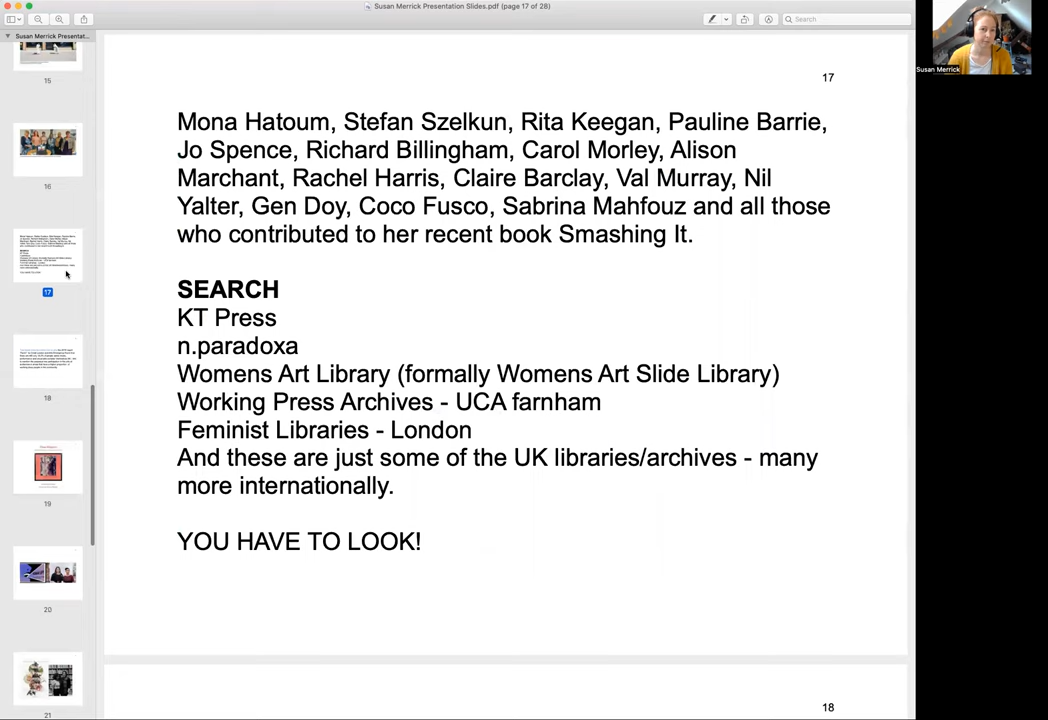 Susan Merrick Presentation Slides.pdf (page 17 of 28)
Search
Susan Merrick Presentat...
15
16
17
18
19
20
21
17
Mona Hatoum, Stefan Szelkun, Rita Keegan, Pauline Barrie,
Jo Spence, Richard Billingham, Carol Morley, Alison
Marchant, Rachel Harris, Claire Barclay, Val Murray, Nil
Yalter, Gen Doy, Coco Fusco, Sabrina Mahfouz and all those
who contributed to her recent book Smashing It.
SEARCH
KT Press
n.paradoxa
Womens Art Library (formally Womens Art Slide Library)
Working Press Archives - UCA farnham
Feminist Libraries - London
And these are just some of the UK libraries/archives - many
more internationally.
YOU HAVE TO LOOK!
18
Susan Merrick